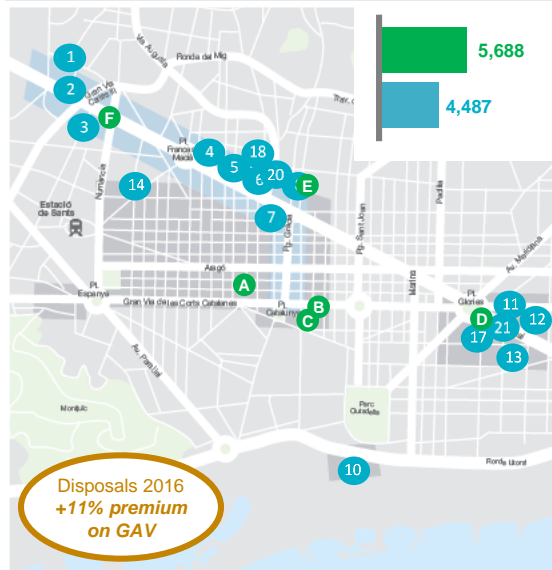 5,688
4,487
1
2
3
F
4
5
18
6
20
E
7
14
Via Augusta
Ronda del Mig
Gran Via
Trav.
Pl.
Francesc
Macià
Numància
Estació
de Sants
Pg. Gràcia
Pg. Sant Joan
Padilla
Marina
Av. Meridiana
Aragó
A
Pl.
Espanya
Gran Via de les Corts Catalanes
Pl.
Catalunya
B
C
Pl.
Glories
D
11
12
21
17
13
Av. Paral·lel
Montjuïc
Parc
Ciutadella
10
Ronda Litoral
Disposals 2016
+11% premium
on GAV